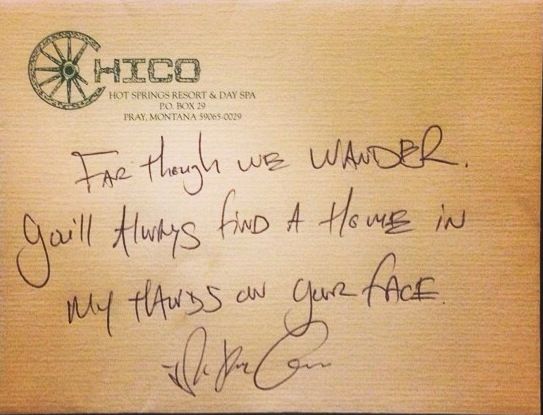 CHICO
HOT SPRINGS RESORT & DAY SPA
P.O. BOX 29
PRAY, MONTANA 59065-0029
FAR though WE WANDER.
you'll Always find A Home in
my HANDS on your FACE.